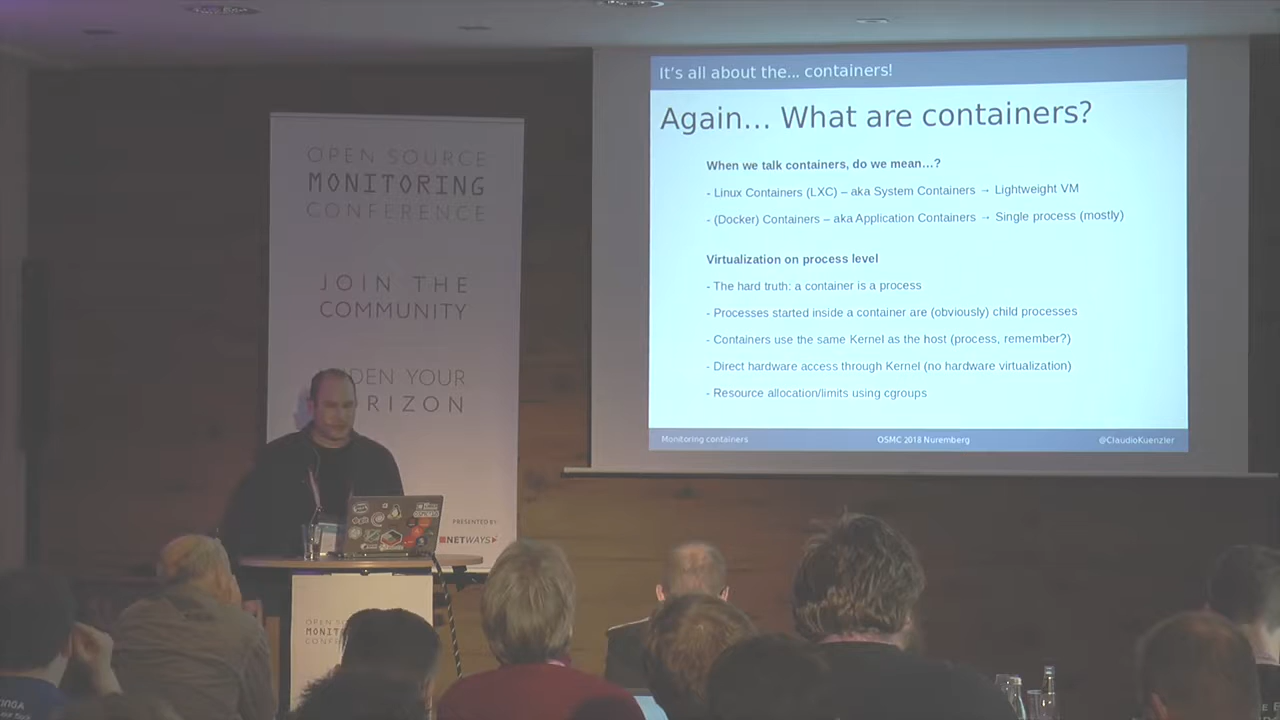 It's all about the... containers!
Again... What are containers?
When we talk containers, do we mean...?
- Linux Containers (LXC) – aka System Containers → Lightweight VM
- (Docker) Containers – aka Application Containers → Single process (mostly)
Virtualization on process level
- The hard truth: a container is a process
- Processes started inside a container are (obviously) child processes
- Containers use the same Kernel as the host (process, remember?)
- Direct hardware access through Kernel (no hardware virtualization)
- Resource allocation/limits using cgroups
Monitoring containers
OSMC 2018 Nuremberg
@ClaudioKuenzler
OPEN SOURCE
MONITORING
CONFERENCE
JOIN THE
COMMUNITY
YOUR
PRESENTED BY:
NETWAYS
OPEN